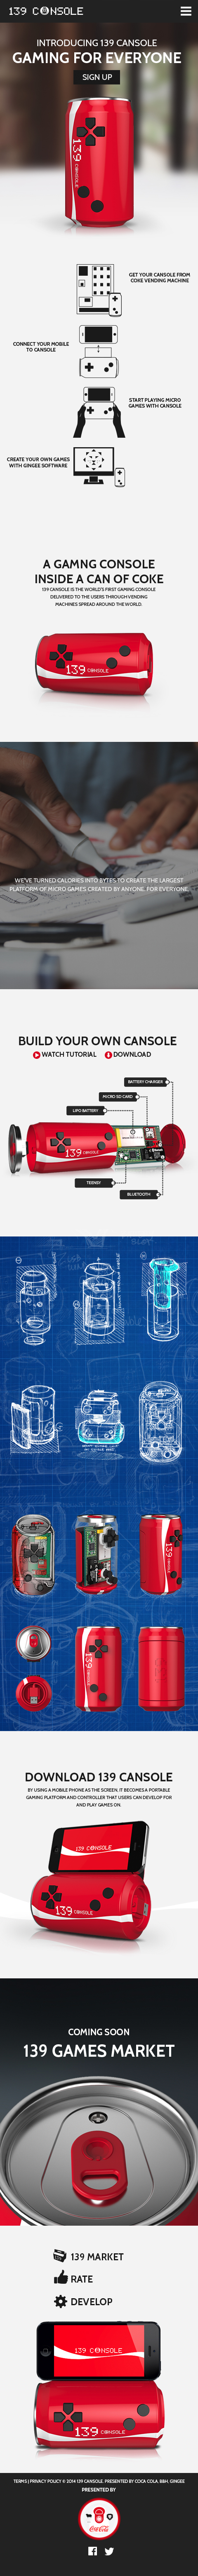 139 CANSOLE
INTRODUCING 139 CANSOLE
GAMING FOR EVERYONE
SIGN UP
139 CANSOLE
GET YOUR CANSOLE FROM
COKE VENDING MACHINE
CONNECT YOUR MOBILE
TO CANSOLE
START PLAYING MICRO
GAMES WITH CANSOLE
CREATE YOUR OWN GAMES
WITH GINGEE SOFTWARE
A GAMNG CONSOLE
INSIDE A CAN OF COKE
139 CANSOLE IS THE WORLD'S FIRST GAMING CONSOLE
DELIVERED TO THE USERS THROUGH VENDING
MACHINES SPREAD AROUND THE WORLD.
139 CANSOLE
WE'VE TURNED CALORIES INTO BYTES TO CREATE THE LARGEST
PLATFORM OF MICRO GAMES CREATED BY ANYONE, FOR EVERYONE
BUILD YOUR OWN CANSOLE
WATCH TUTORIAL DOWNLOAD
BATTERY CHARGER
MICRO SD CARD
LIPO BATTERY
139 CANSOLE
TEENSY
BLUETOOTH
139
139
DOWNLOAD 139 CANSOLE
BY USING A MOBILE PHONE AS THE SCREEN, IT BECOMES A PORTABLE
GAMING PLATFORM AND CONTROLLER THAT USERS CAN DEVELOP FOR
AND PLAY GAMES ON.
139 CANSOLE
139 CANSOLE
COMING SOON
139 GAMES MARKET
139 MARKET
RATE
DEVELOP
139 CANSOLE
139 CANSOLE
TERMS | PRIVACY POLICY © 2014 139 CANSOLE. PRESENTED BY COCA COLA, BBH, GINGEE
PRESENTED BY
Coca-Cola